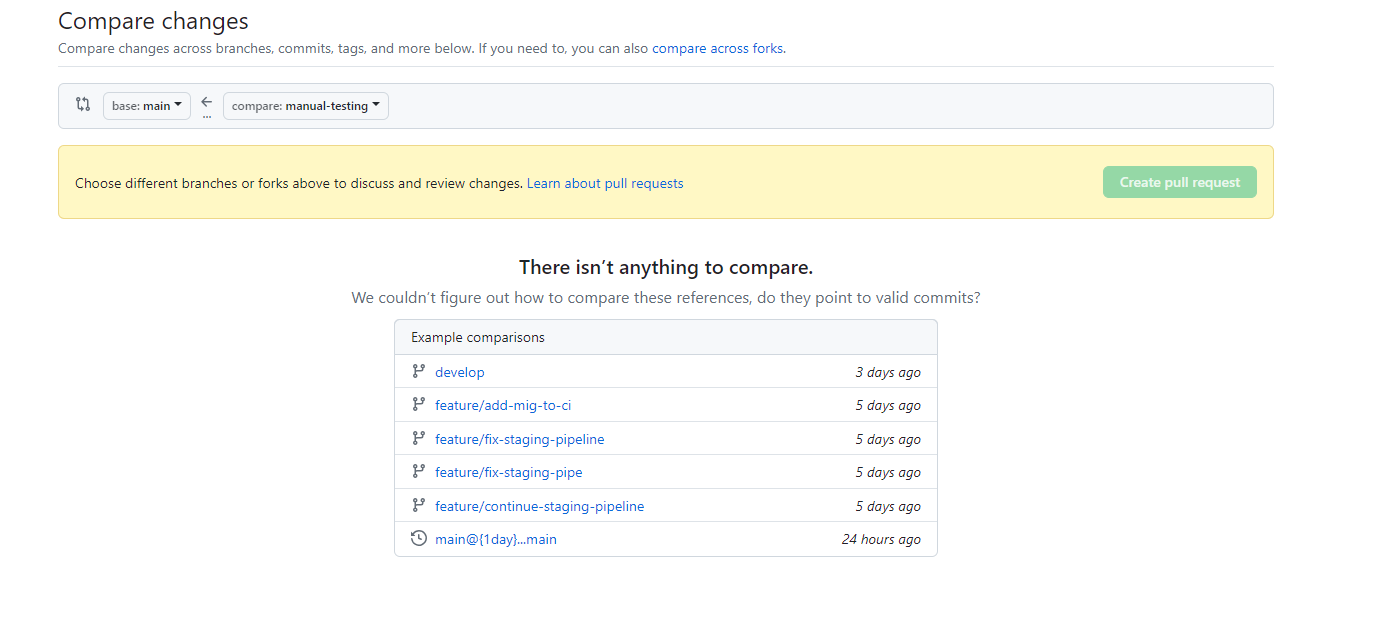 Compare changes
Compare changes across branches, commits, tags, and more below. If you need to, you can also compare across forks.
base: main ← compare: manual-testing
...
Choose different branches or forks above to discuss and review changes. Learn about pull requests Create pull request
There isn’t anything to compare.
We couldn’t figure out how to compare these references, do they point to valid commits?
Example comparisons
develop 3 days ago
feature/add-mig-to-ci 5 days ago
feature/fix-staging-pipeline 5 days ago
feature/fix-staging-pipe 5 days ago
feature/continue-staging-pipeline 5 days ago
main@{1day}...main 24 hours ago